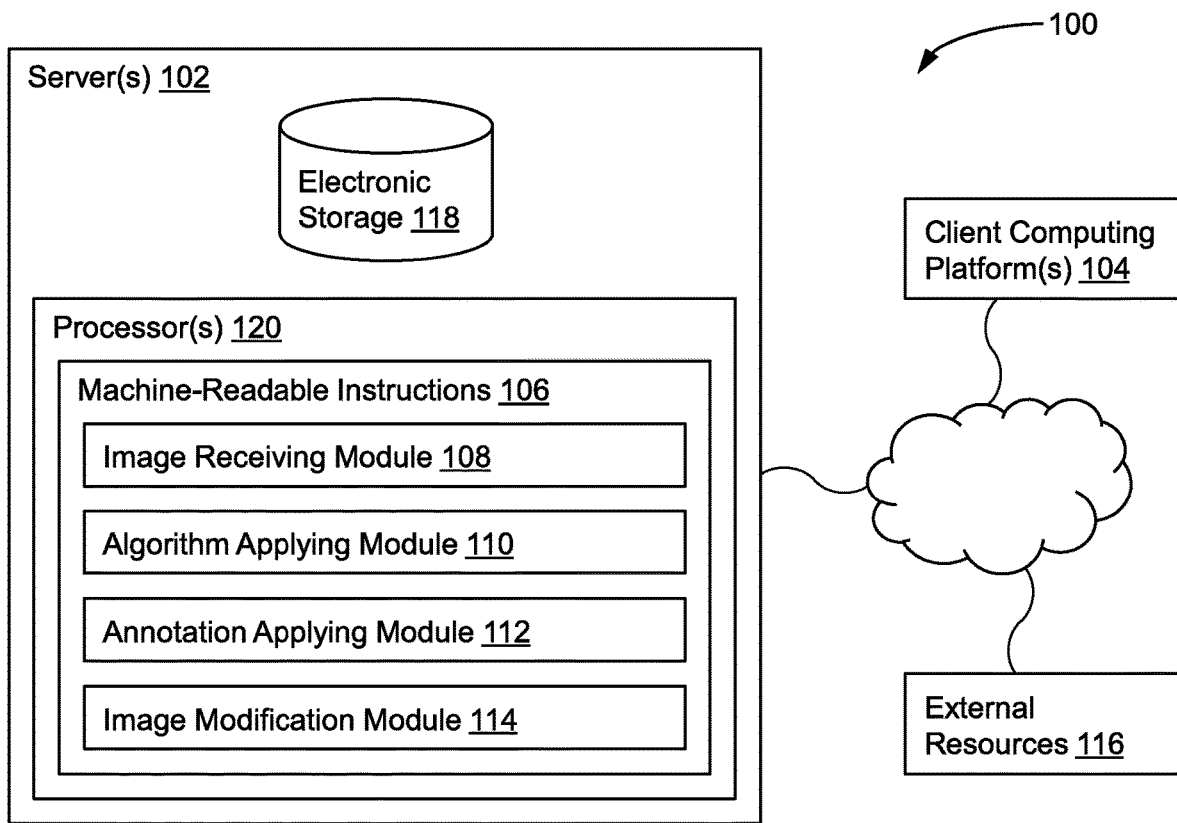 100
Server(s) 102
Electronic
Storage 118
Client Computing
Platform(s) 104
Processor(s) 120
Machine-Readable Instructions 106
Image Receiving Module 108
Algorithm Applying Module 110
Annotation Applying Module 112
Image Modification Module 114
External
Resources 116